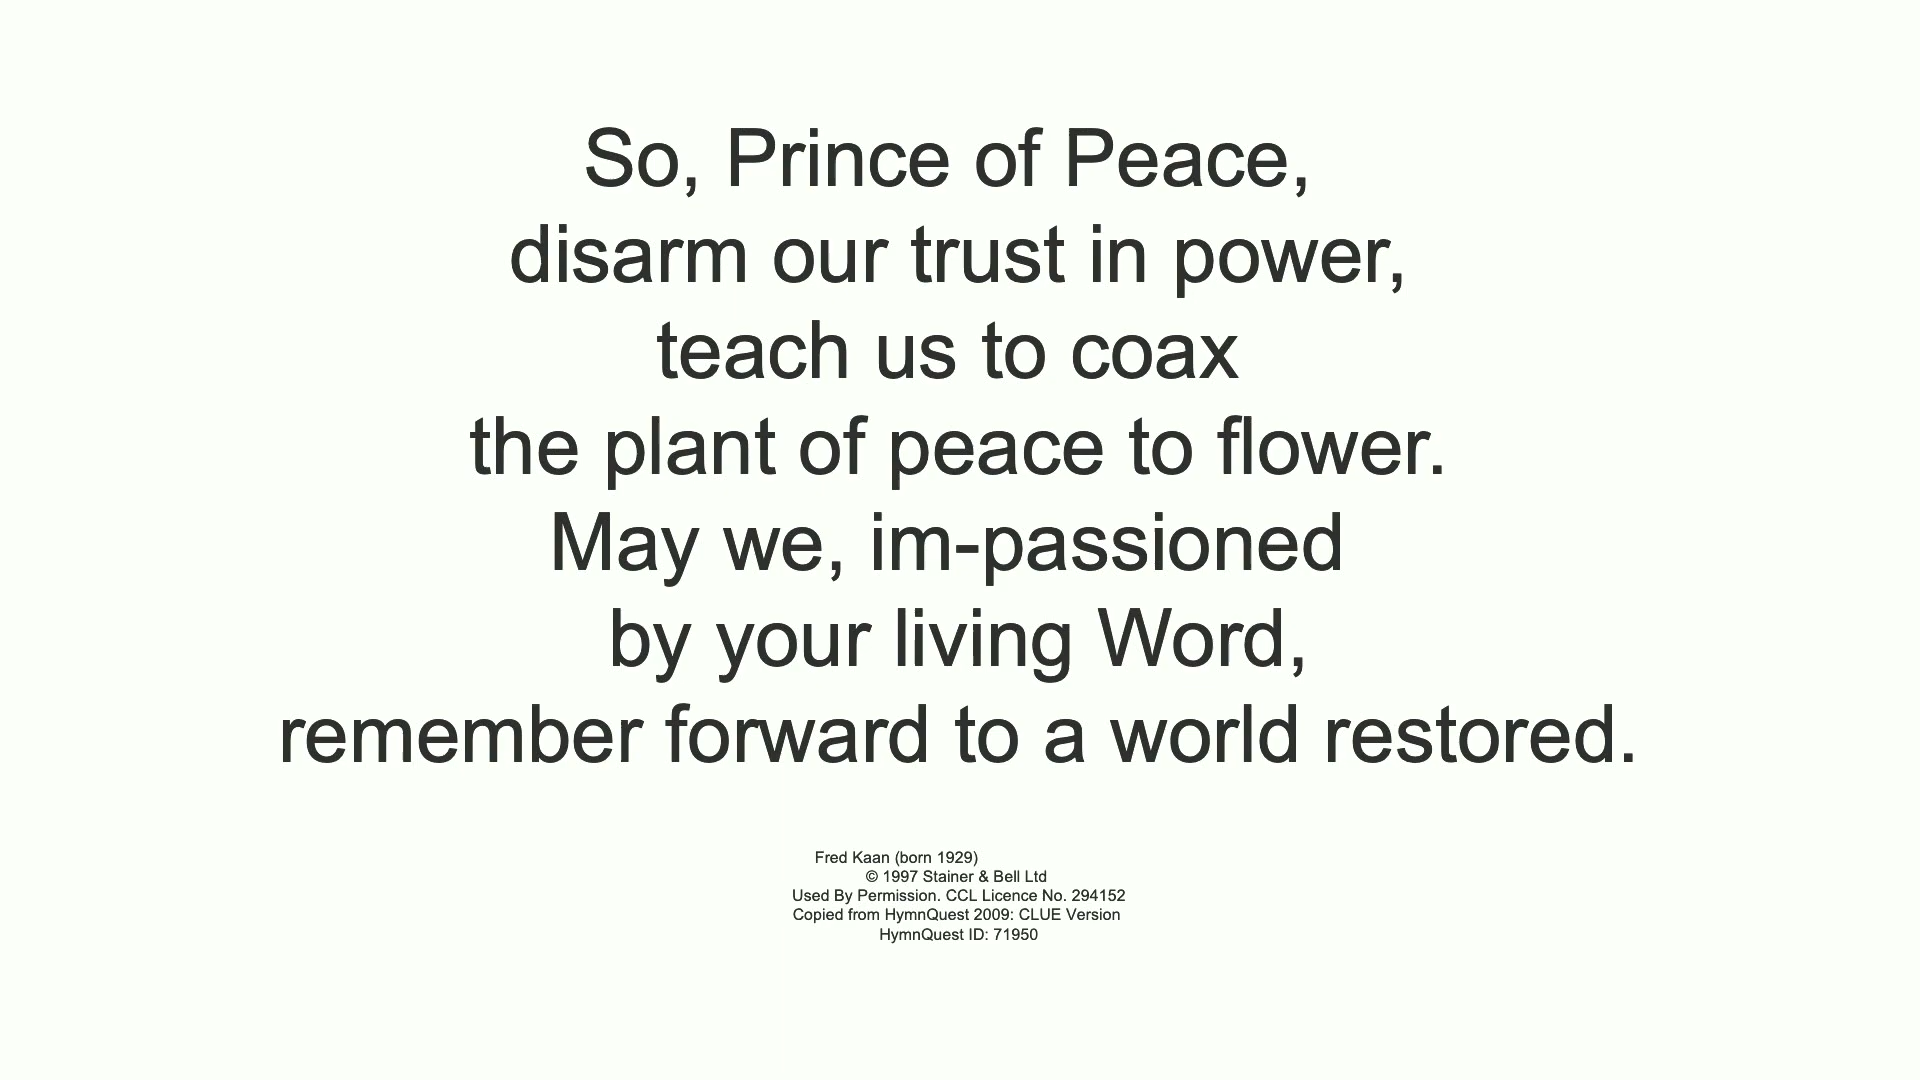 So, Prince of Peace,
disarm our trust in power,
teach us to coax
the plant of peace to flower.
May we, im-passioned
by your living Word,
remember forward to a world restored.
Fred Kaan (born 1929)
© 1997 Stainer & Bell Ltd
Used By Permission. CCL Licence No. 294152
Copied from HymnQuest 2009: CLUE Version
HymnQuest ID: 71950